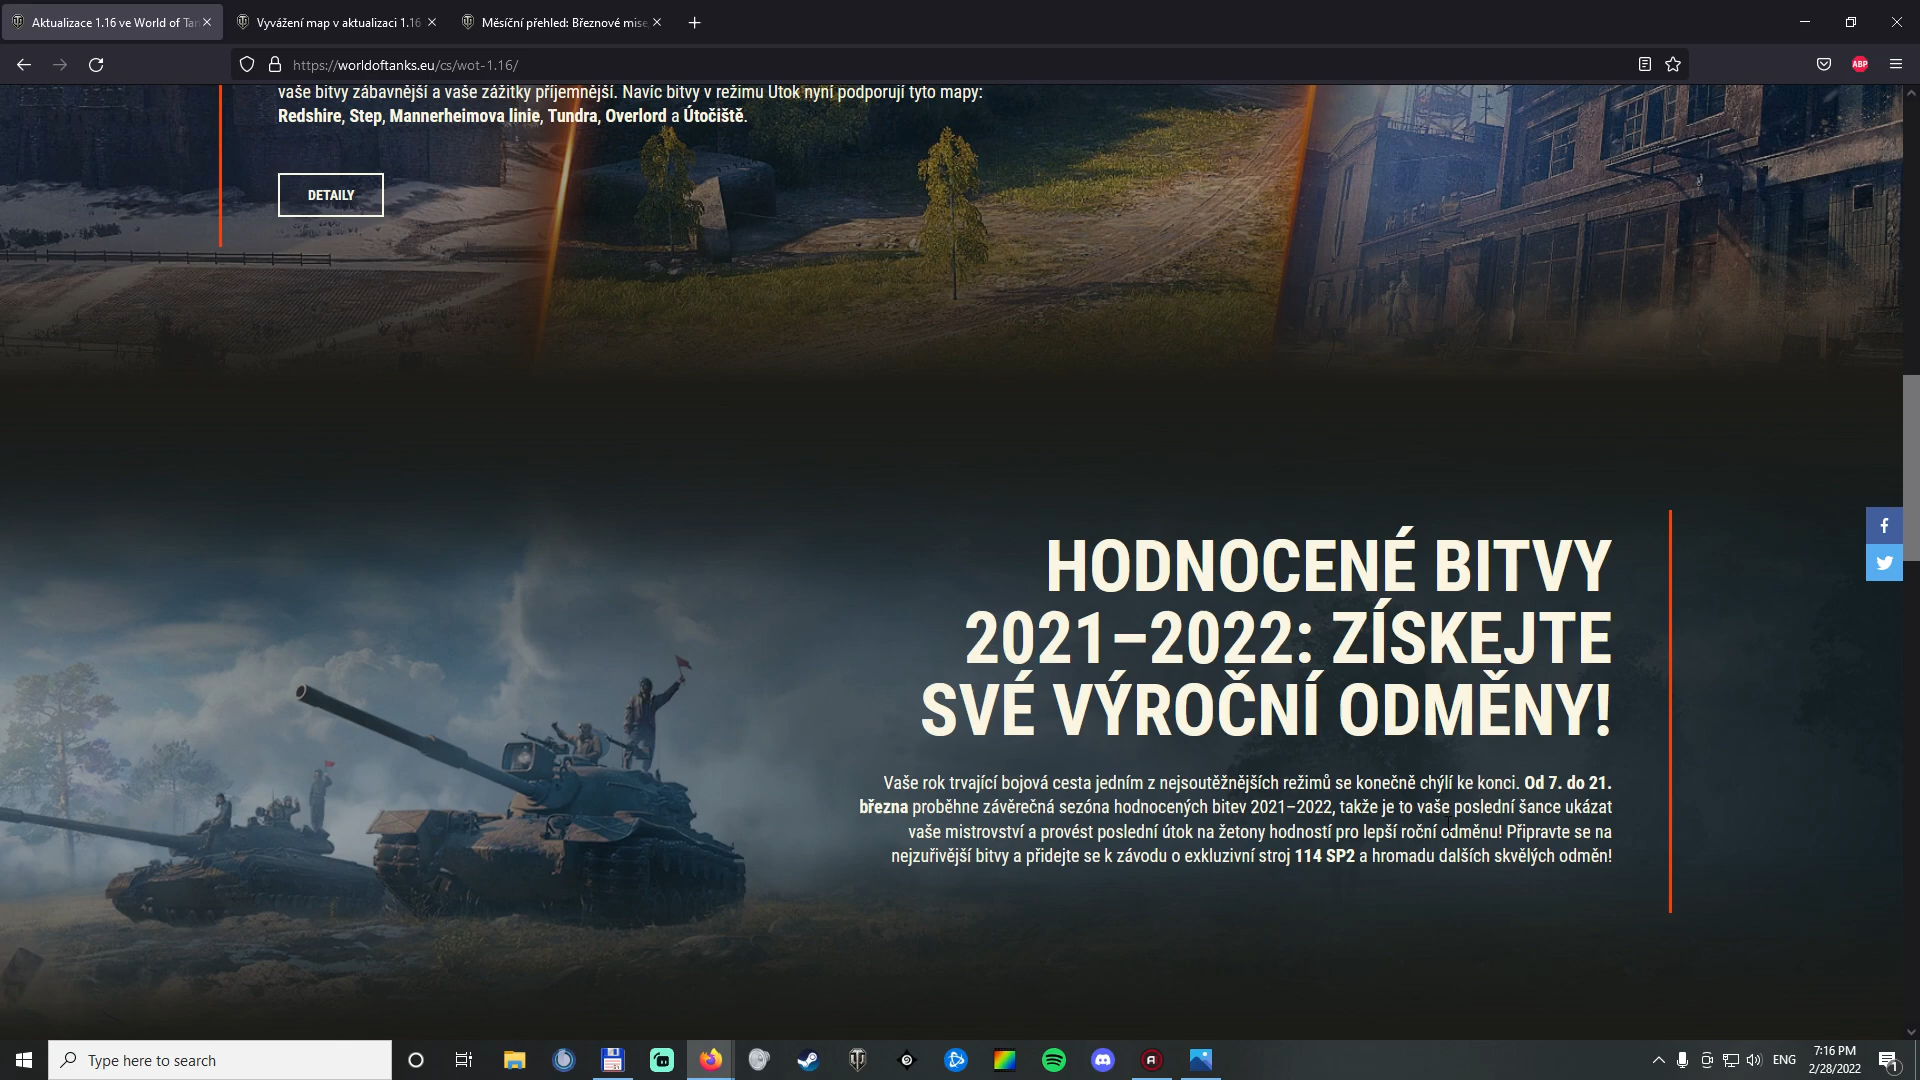 Aktualizace 1.16 ve World of Tan
Vyvážení map v aktualizaci 1.16
Měsíční přehled: Březnové mise,
https://worldoftanks.eu/cs/wot-1.16/
ABP
vaše bitvy zábavnější a vaše zážitky příjemnější. Navíc bitvy v režimu Útok nyní podporují tyto mapy:
Redshire, Step, Mannerheimova linie, Tundra, Overlord a Útočiště.
DETAILY
HODNOCENÉ BITVY
2021–2022: ZÍSKEJTE
SVÉ VÝROČNÍ ODMĚNY!
Vaše rok trvající bojová cesta jedním z nejsoutěžnějších režimů se konečně chýlí ke konci. Od 7. do 21.
března proběhne závěrečná sezóna hodnocených bitev 2021–2022, takže je to vaše poslední šance ukázat
vaše mistrovství a provést poslední útok na žetony hodností pro lepší roční odměnu! Připravte se na
nejzuřivější bitvy a přidejte se k závodu o exkluzivní stroj 114 SP2 a hromadu dalších skvělých odměn!
Type here to search
ENG
7:16 PM
2/28/2022
1